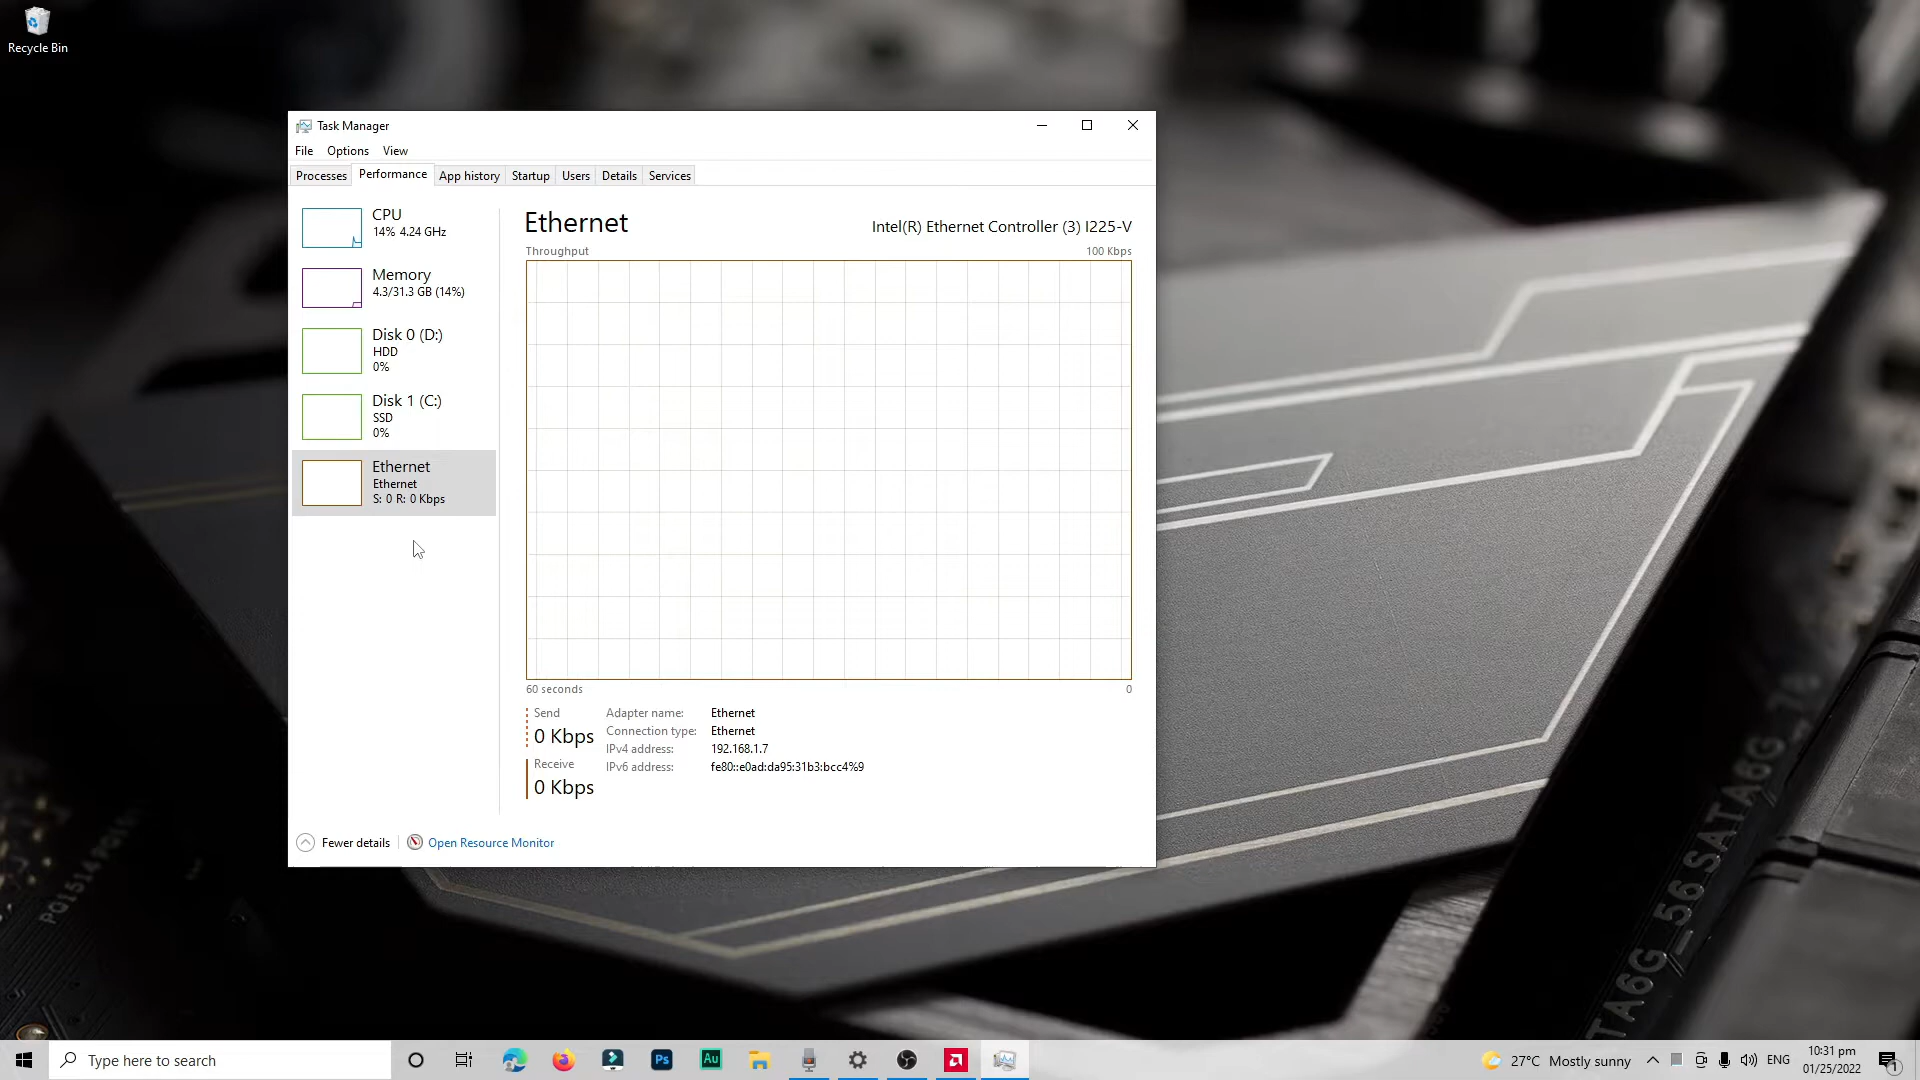 Recycle Bin
Task Manager
File Options View
Processes Performance App history Startup Users Details Services
CPU
14% 4.24 GHz
Memory
4.3/31.3 GB (14%)
Disk 0 (D:)
HDD
0%
Disk 1 (C:)
SSD
0%
Ethernet
Ethernet
S: 0 R: 0 Kbps
Ethernet
Intel(R) Ethernet Controller (3) I225-V
Throughput
100 Kbps
60 seconds
0
Send
0 Kbps
Receive
0 Kbps
Adapter name: Ethernet
Connection type: Ethernet
IPv4 address: 192.168.1.7
IPv6 address: fe80::e0ad:da95:31b3:bcc4%9
Fewer details
Open Resource Monitor
SATA6G_56
Type here to search
Ps
Au
27°C Mostly sunny
ENG
10:31 pm
01/25/2022
1